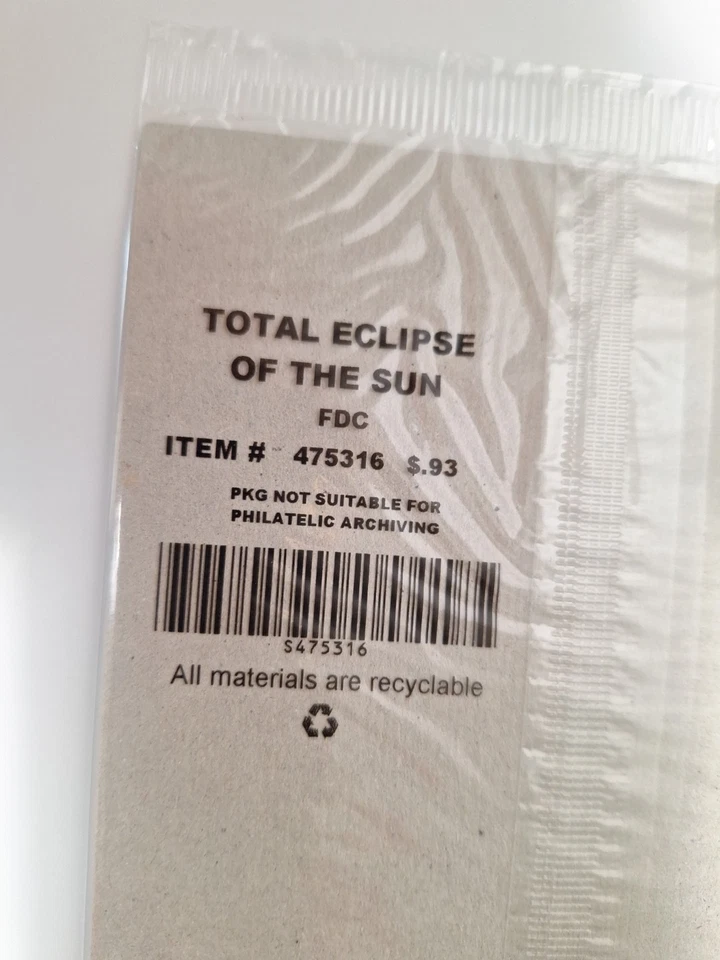 TOTAL ECLIPSE
OF THE SUN
FDC
ITEM # 475316 $.93
PKG NOT SUITABLE FOR
PHILATELIC ARCHIVING
S475316
All materials are recyclable